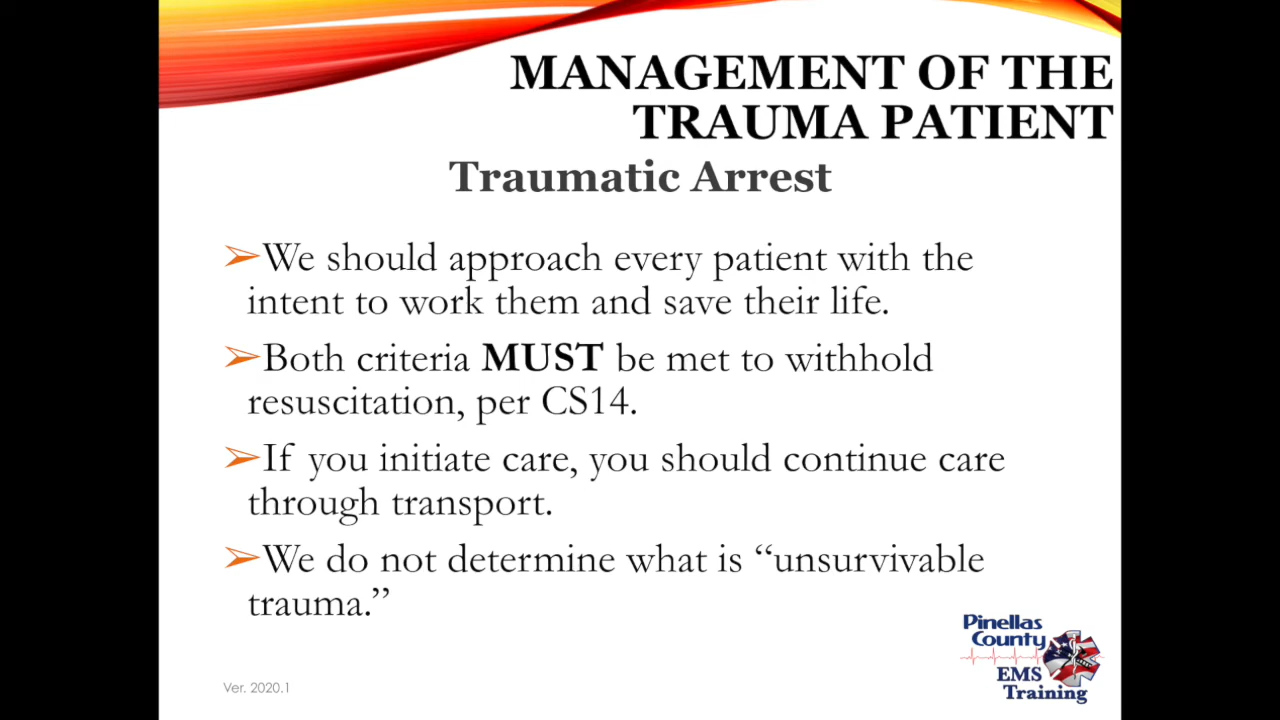 MANAGEMENT OF THE
TRAUMA PATIENT
Traumatic Arrest
➢We should approach every patient with the
intent to work them and save their life.
➢Both criteria MUST be met to withhold
resuscitation, per CS14.
➢If you initiate care, you should continue care
through transport.
➢We do not determine what is “unsurvivable
trauma.”
Pinellas
County
EMS
Training
Ver. 2020.1